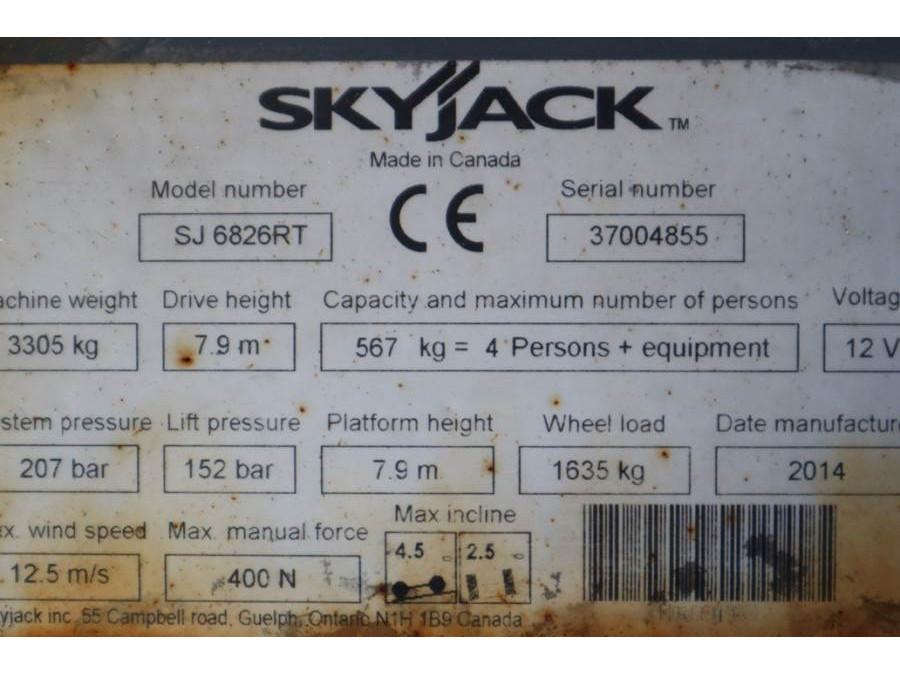 SKYJACK TM
Made in Canada
Model number Serial number
SJ 6826RT CE 37004855
achine weight Drive height Capacity and maximum number of persons Voltag
3305 kg 7.9 m 567 kg = 4 Persons + equipment 12 V
stem pressure Lift pressure Platform height Wheel load Date manufactur
207 bar 152 bar 7.9 m 1635 kg 2014
x. wind speed Max. manual force Max incline
12.5 m/s 400 N 4.5 2.5
yjack inc. 55 Campbell road, Guelph, Ontario N1H 1B9 Canada